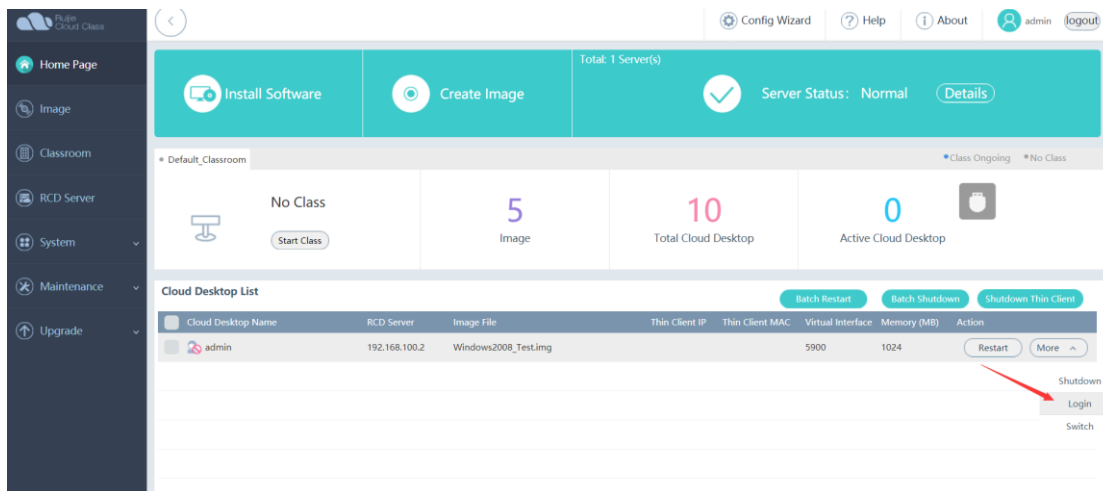 Ruijie
Cloud Class
Config Wizard
? Help
i About
admin
logout
Home Page
Image
Classroom
RCD Server
System
Maintenance
Upgrade
Install Software
Create Image
Total: 1 Server(s)
Server Status: Normal
Details
Default_Classroom
Class Ongoing
No Class
No Class
Start Class
5
Image
10
Total Cloud Desktop
0
Active Cloud Desktop
Cloud Desktop List
Batch Restart
Batch Shutdown
Shutdown Thin Client
Cloud Desktop Name RCD Server Image File Thin Client IP Thin Client MAC Virtual Interface Memory (MB) Action
admin 192.168.100.2 Windows2008_Test.img 5900 1024 Restart More
Shutdown
Login
Switch